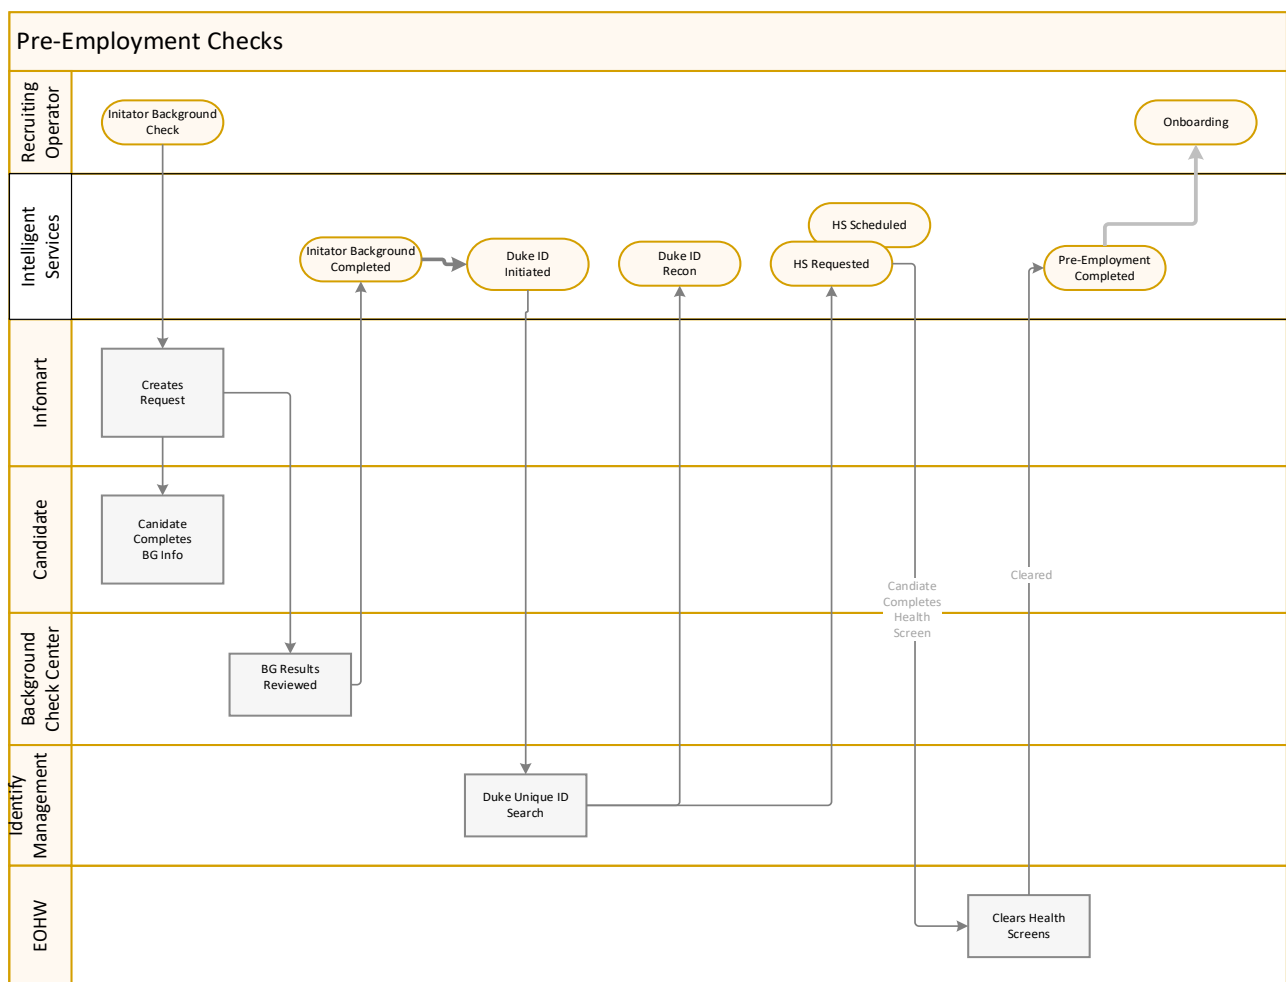 Pre-Employment Checks
Recruiting
Operator
Initator Background
Check
Onboarding
Intelligent
Services
Initator Background
Completed
Duke ID
Initiated
Duke ID
Recon
HS Scheduled
HS Requested
Pre-Employment
Completed
Infomart
Creates
Request
Candidate
Canidate
Completes
BG Info
Candiate
Completes
Health
Screen
Cleared
Background
Check Center
BG Results
Reviewed
Identify
Management
Duke Unique ID
Search
EOHW
Clears Health
Screens